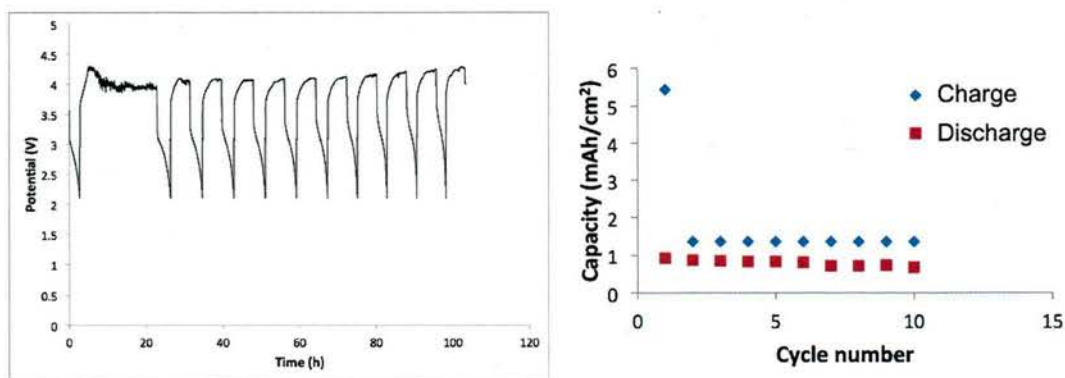 5
4.5
4
3.5
3
2.5
2
1.5
1
0.5
0
Potential (V)
0 20 40 60 80 100 120
Time (h)
6
5
4
3
2
1
0
Capacity (mAh/cm²)
Charge
Discharge
0 5 10 15
Cycle number